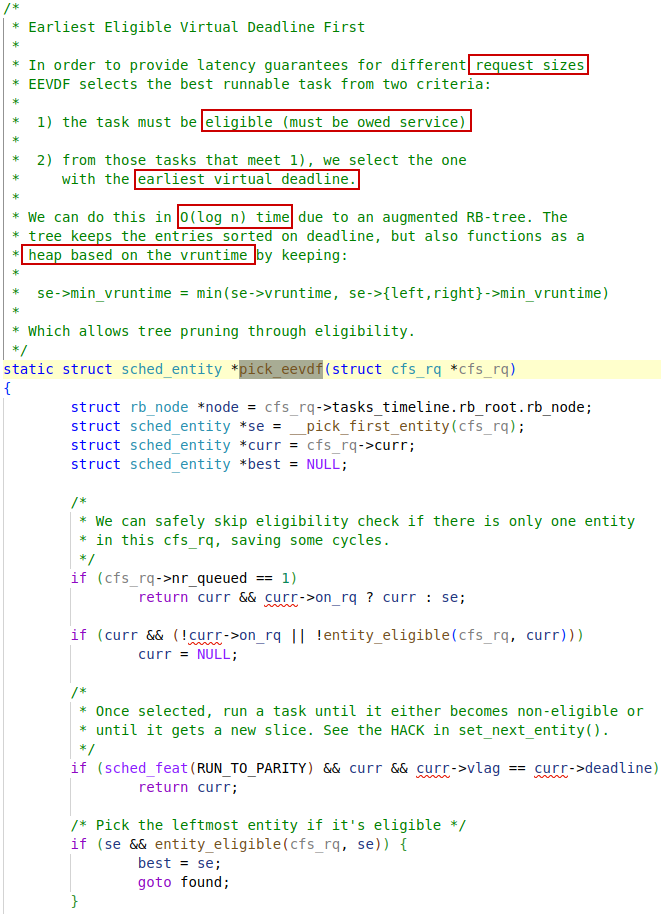 /*
 * Earliest Eligible Virtual Deadline First
 *
 * In order to provide latency guarantees for different request sizes
 * EEVDF selects the best runnable task from two criteria:
 *
 *  1) the task must be eligible (must be owed service)
 *
 *  2) from those tasks that meet 1), we select the one
 *     with the earliest virtual deadline.
 *
 * We can do this in O(log n) time due to an augmented RB-tree. The
 * tree keeps the entries sorted on deadline, but also functions as a
 * heap based on the vruntime by keeping:
 *
 *  se->min_vruntime = min(se->vruntime, se->{left,right}->min_vruntime)
 *
 * Which allows tree pruning through eligibility.
 */
static struct sched_entity *pick_eevdf(struct cfs_rq *cfs_rq)
{
        struct rb_node *node = cfs_rq->tasks_timeline.rb_root.rb_node;
        struct sched_entity *se = __pick_first_entity(cfs_rq);
        struct sched_entity *curr = cfs_rq->curr;
        struct sched_entity *best = NULL;

        /*
         * We can safely skip eligibility check if there is only one entity
         * in this cfs_rq, saving some cycles.
         */
        if (cfs_rq->nr_queued == 1)
                return curr && curr->on_rq ? curr : se;

        if (curr && (!curr->on_rq || !entity_eligible(cfs_rq, curr)))
                curr = NULL;

        /*
         * Once selected, run a task until it either becomes non-eligible or
         * until it gets a new slice. See the HACK in set_next_entity().
         */
        if (sched_feat(RUN_TO_PARITY) && curr && curr->vlag == curr->deadline)
                return curr;

        /* Pick the leftmost entity if it's eligible */
        if (se && entity_eligible(cfs_rq, se)) {
                best = se;
                goto found;
        }